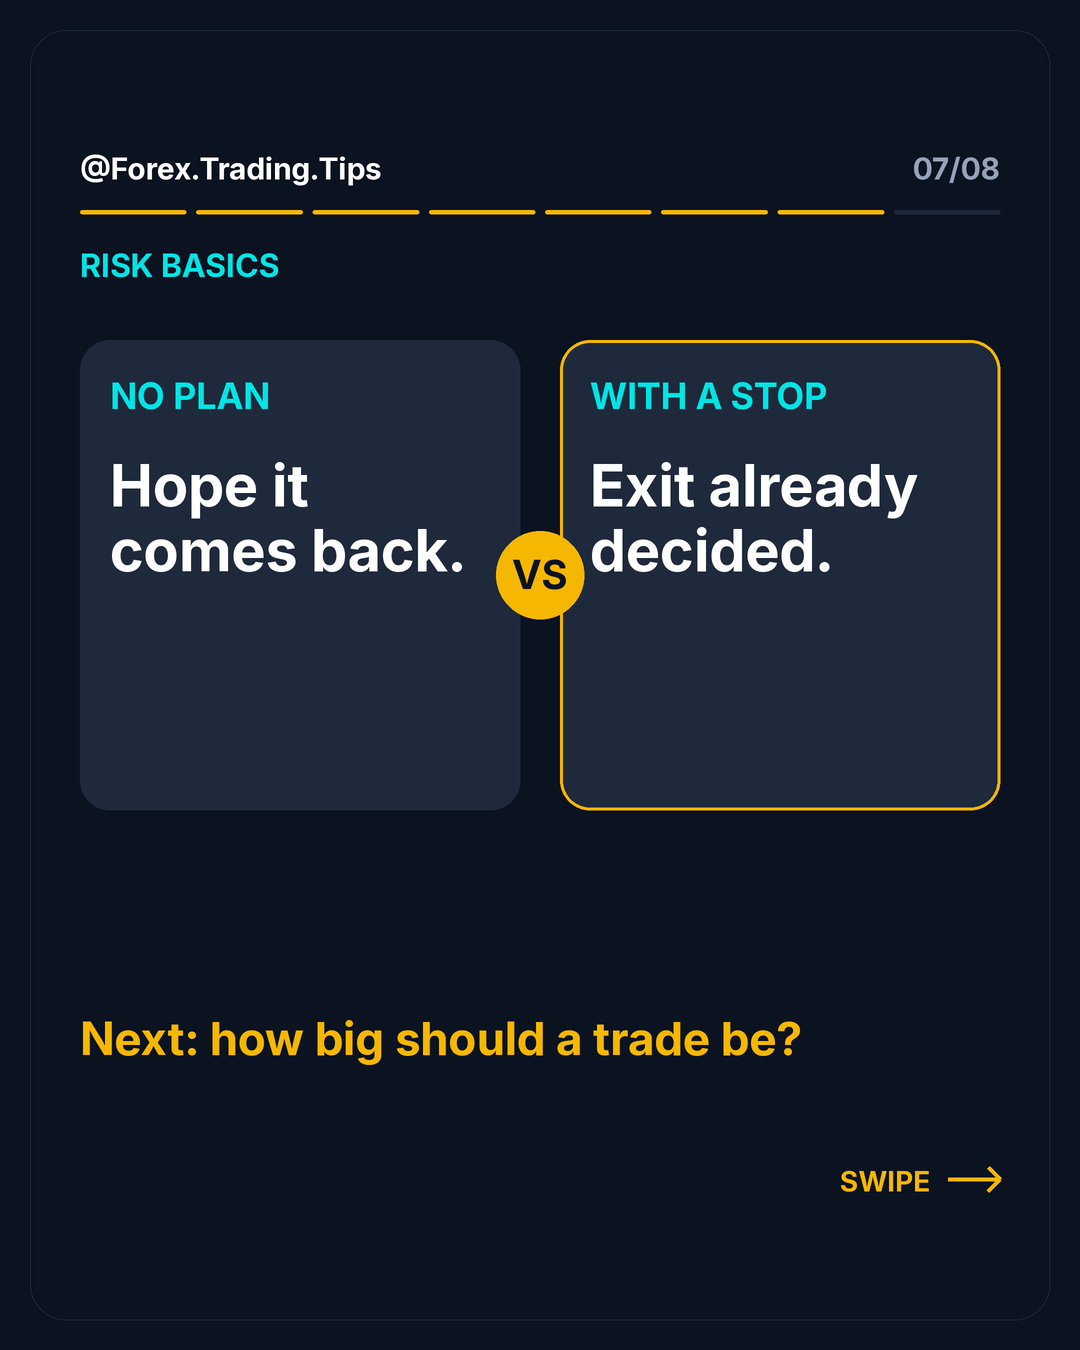 @Forex.Trading.Tips
07/08
RISK BASICS
NO PLAN
Hope it
comes back.
VS
WITH A STOP
Exit already
decided.
Next: how big should a trade be?
SWIPE